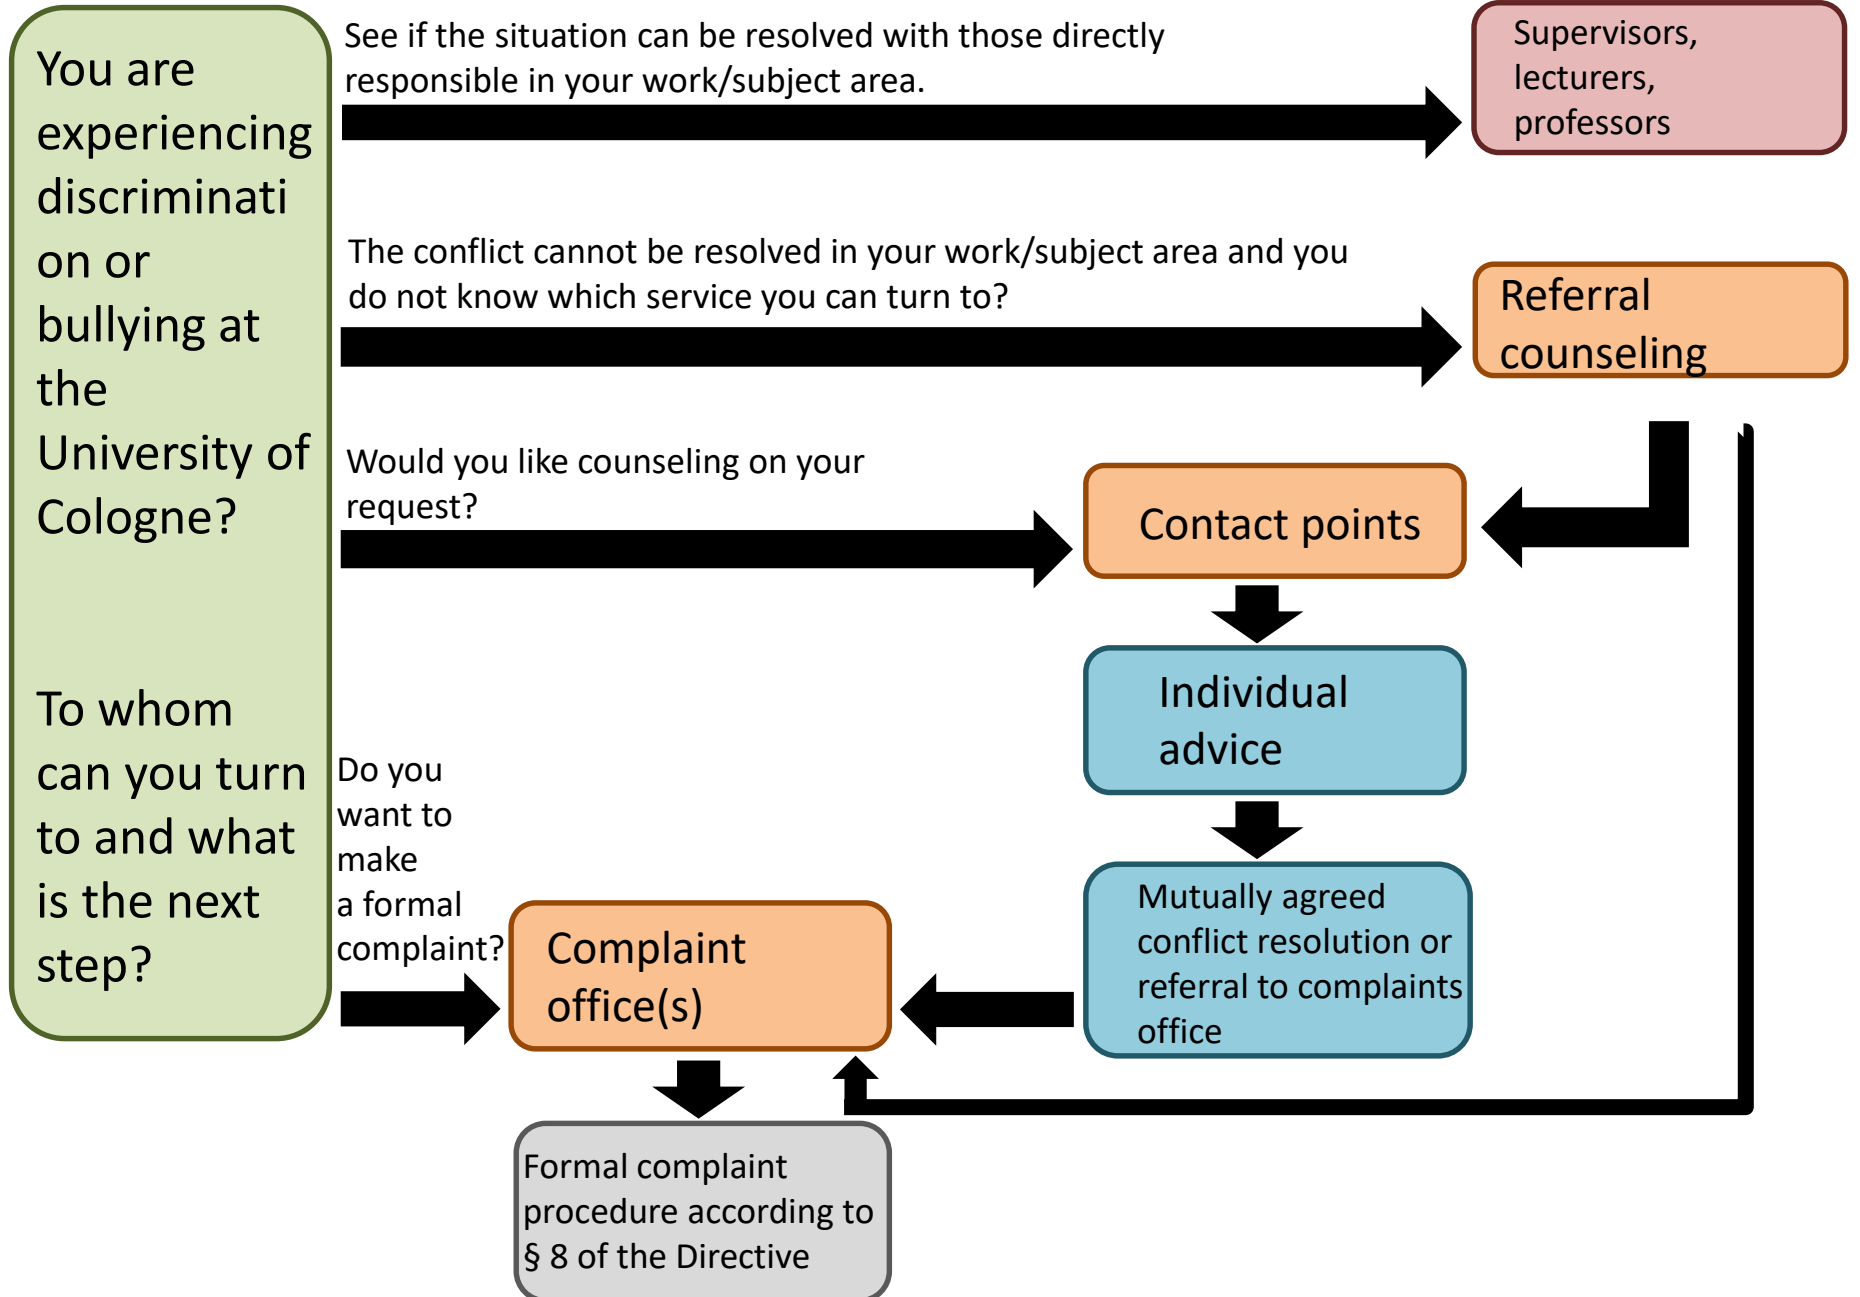 You are
experiencing
discriminati
on or
bullying at
the
University of
Cologne?
To whom
can you turn
to and what
is the next
step?
See if the situation can be resolved with those directly
responsible in your work/subject area.
Supervisors,
lecturers,
professors
The conflict cannot be resolved in your work/subject area and you
do not know which service you can turn to?
Referral
counseling
Would you like counseling on your
request?
Contact points
Individual
advice
Mutually agreed
conflict resolution or
referral to complaints
office
Do you
want to
make
a formal
complaint?
Complaint
office(s)
Formal complaint
procedure according to
§ 8 of the Directive